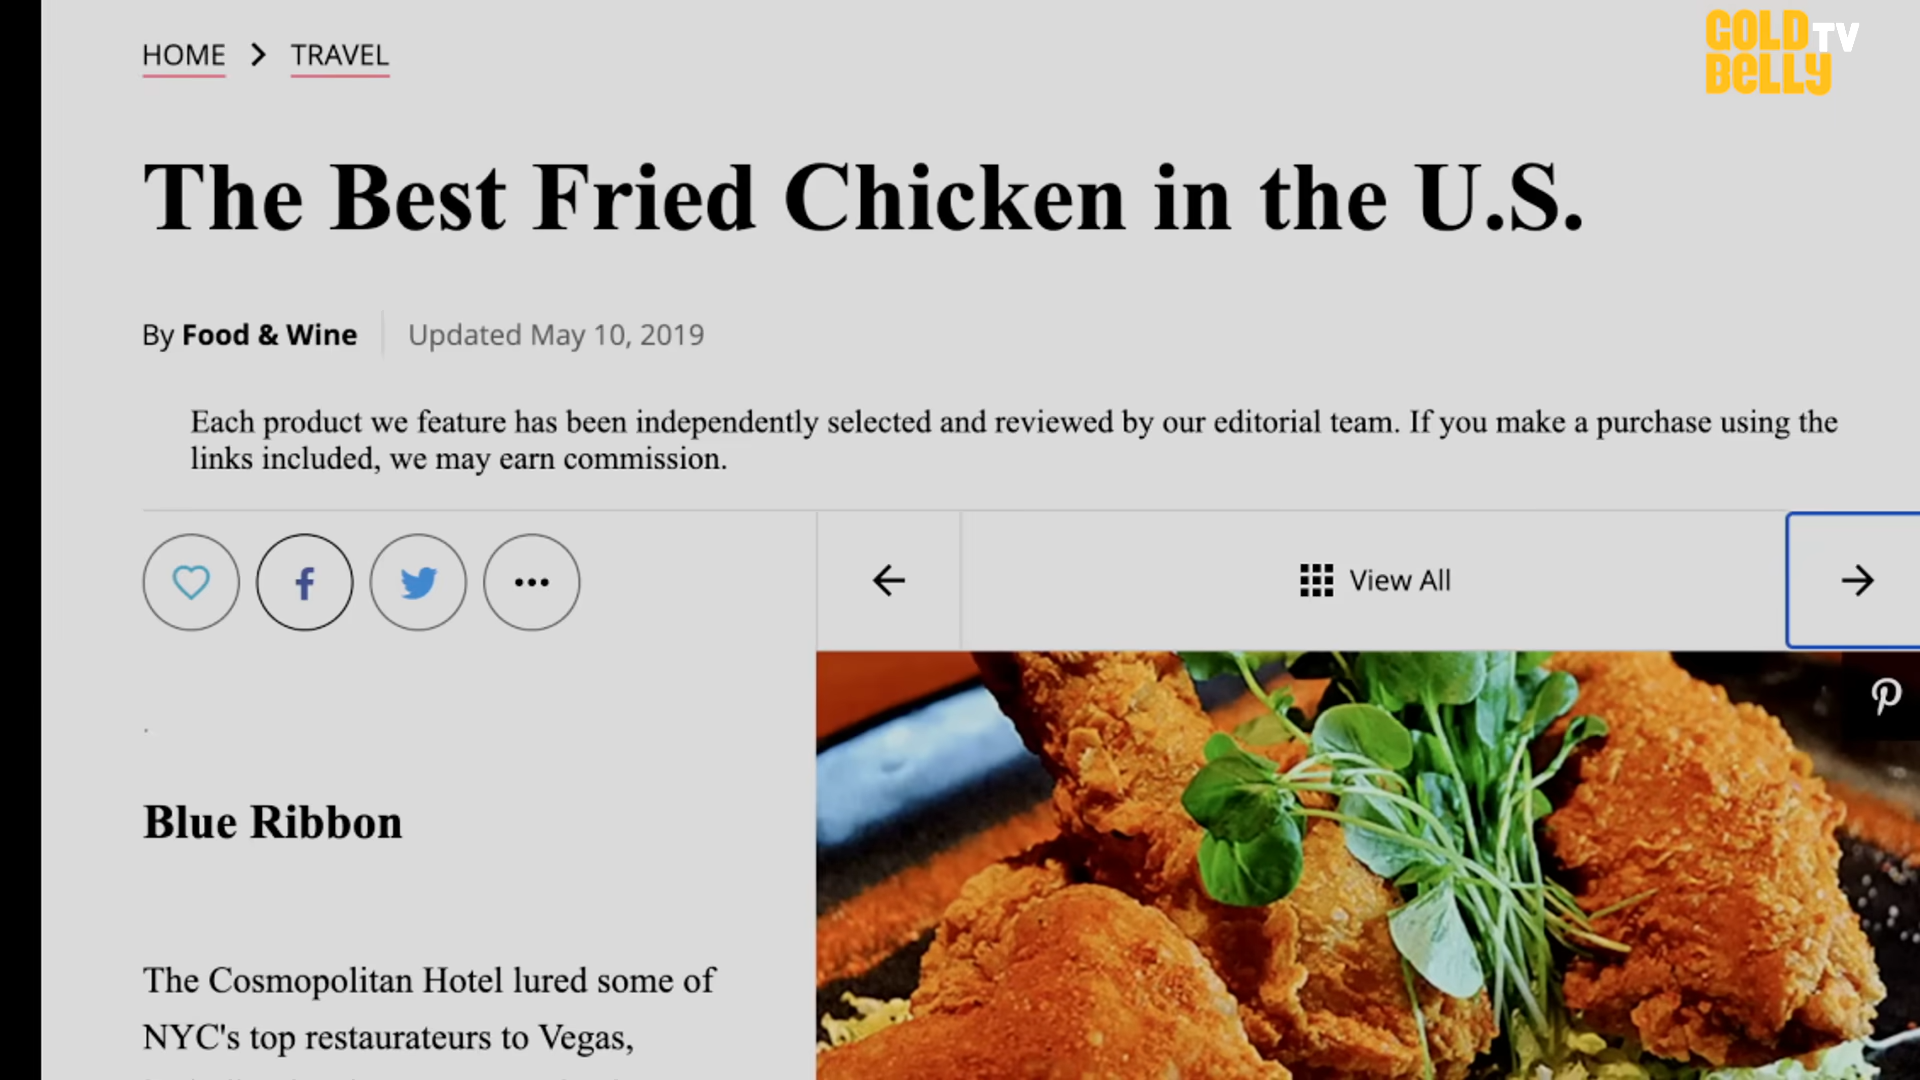 HOME > TRAVEL
GOLD TV
BELLY
The Best Fried Chicken in the U.S.
By Food & Wine Updated May 10, 2019
Each product we feature has been independently selected and reviewed by our editorial team. If you make a purchase using the
links included, we may earn commission.
View All
Blue Ribbon
The Cosmopolitan Hotel lured some of
NYC's top restaurateurs to Vegas,